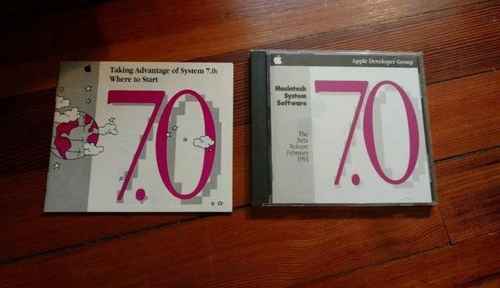 Taking Advantage of System 7.0:
Where to Start
7.0
Apple Developer Group
Macintosh
System
Software
7.0
The
Beta
Release
February
1991